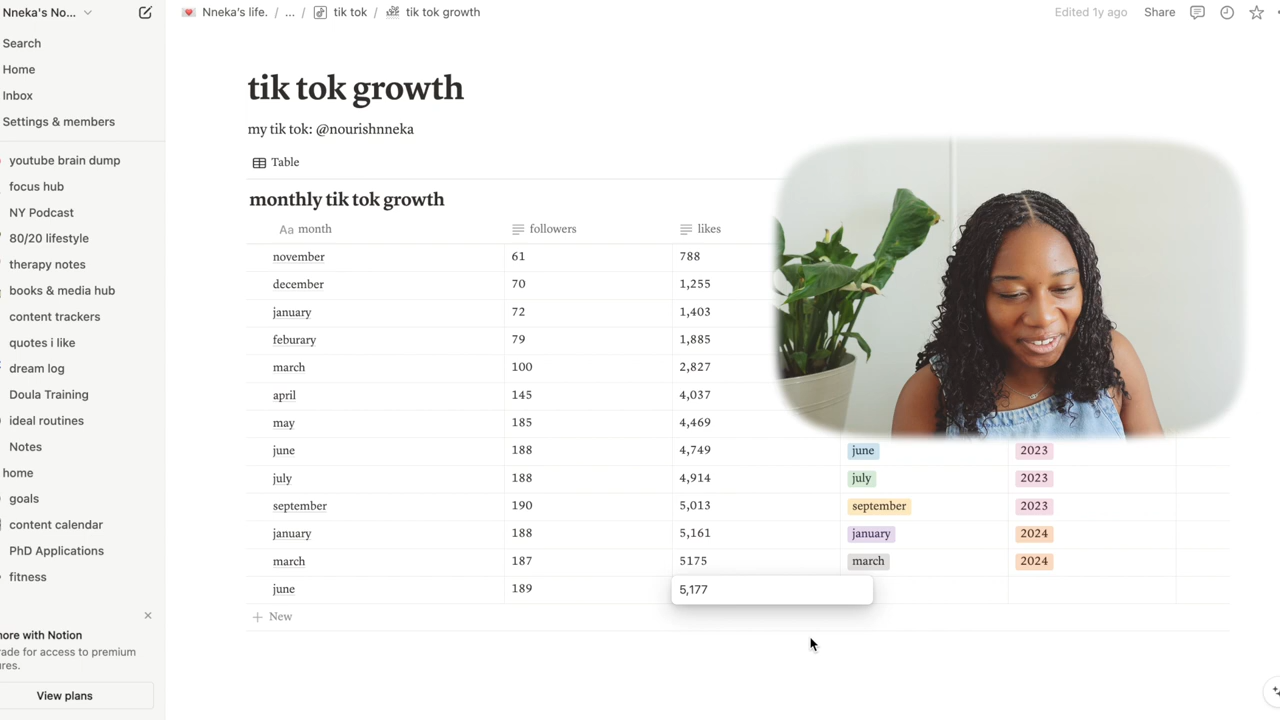 Nneka's No...
Nneka's life. / ... / tik tok / tik tok growth
Edited 1y ago Share
Search
Home
Inbox
Settings & members
youtube brain dump
focus hub
NY Podcast
80/20 lifestyle
therapy notes
books & media hub
content trackers
quotes i like
dream log
Doula Training
ideal routines
Notes
home
goals
content calendar
PhD Applications
fitness
ore with Notion
rade for access to premium
ures.
View plans
tik tok growth
my tik tok: @nourishnneka
Table
monthly tik tok growth
Aa month followers likes
november 61 788
december 70 1,255
january 72 1,403
feburary 79 1,885
march 100 2,827
april 145 4,037
may 185 4,469
june 188 4,749 june 2023
july 188 4,914 july 2023
september 190 5,013 september 2023
january 188 5,161 january 2024
march 187 5175 march 2024
june 189 5,177
+ New